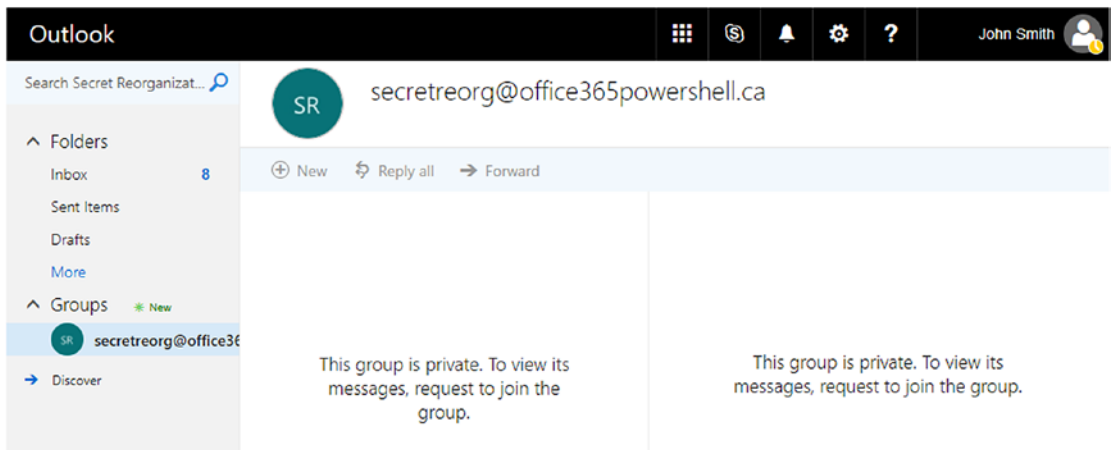 Outlook
?
John Smith
Search Secret Reorganizat...
SR
secretreorg@office365powershell.ca
Folders
Inbox 8
Sent Items
Drafts
More
Groups New
SR secretreorg@office36
Discover
New Reply all Forward
This group is private. To view its
messages, request to join the
group.
This group is private. To view its
messages, request to join the group.